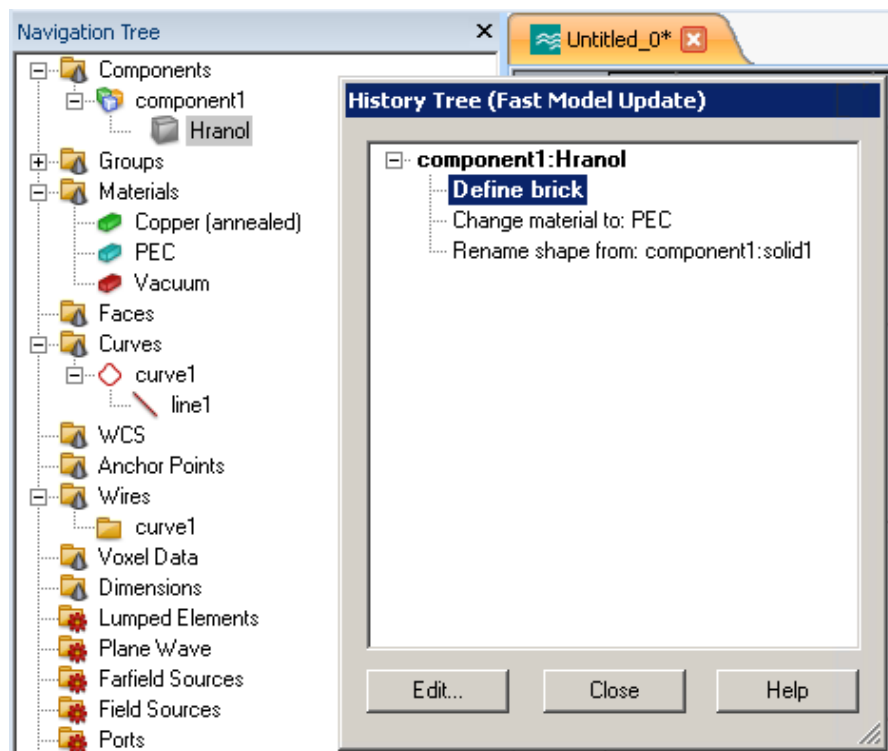 Navigation Tree
Components
component1
Hranol
Groups
Materials
Copper (annealed)
PEC
Vacuum
Faces
Curves
curve1
line1
WCS
Anchor Points
Wires
curve1
Voxel Data
Dimensions
Lumped Elements
Plane Wave
Farfield Sources
Field Sources
Ports
Untitled_0*
History Tree (Fast Model Update)
component1:Hranol
Define brick
Change material to: PEC
Rename shape from: component1:solid1
Edit...
Close
Help